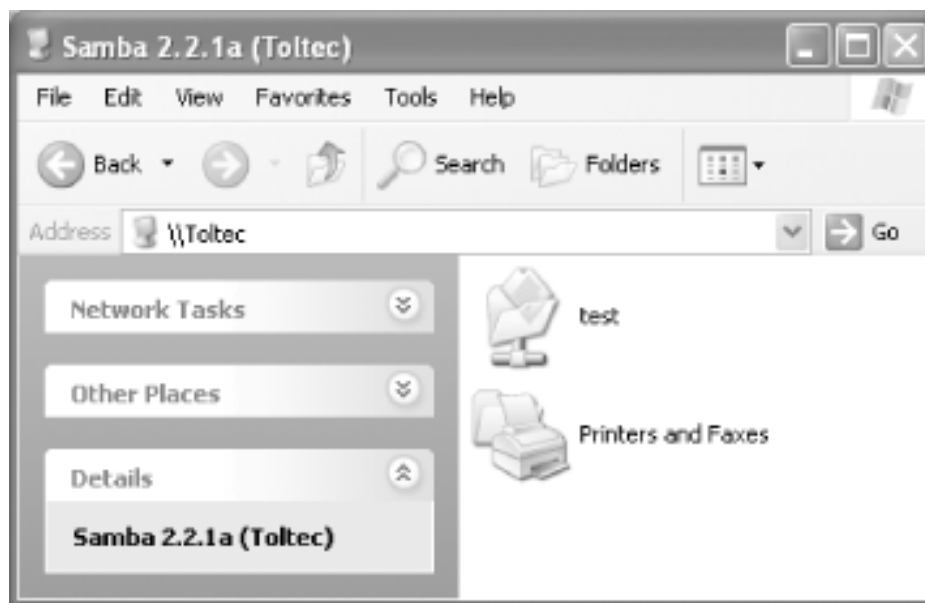 Samba 2.2.1a (Toltec)
File Edit View Favorites Tools Help
Back Search Folders
Address \\Toltec Go
Network Tasks
Other Places
Details
Samba 2.2.1a (Toltec)
test
Printers and Faxes